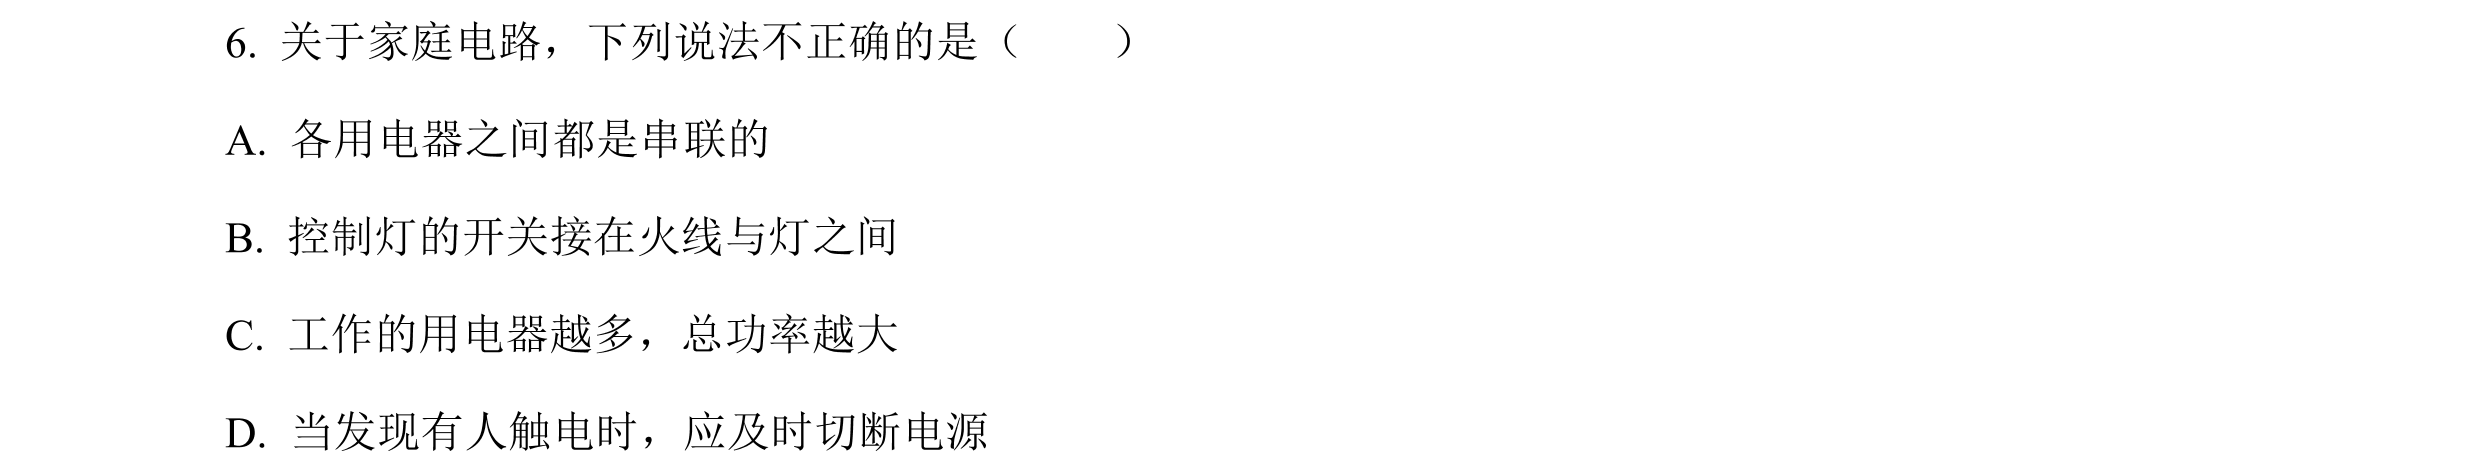 6. 关于家庭电路，下列说法不正确的是（　　）
A. 各用电器之间都是串联的
B. 控制灯的开关接在火线与灯之间
C. 工作的用电器越多，总功率越大
D. 当发现有人触电时，应及时切断电源